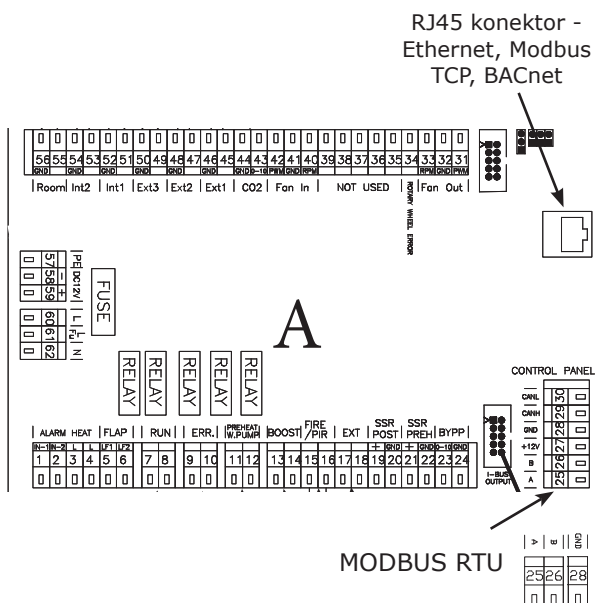 RJ45 konektor -
Ethernet, Modbus
TCP, BACnet
56 55 54 53 52 51 50 49 48 47 46 45 44 43 42 41 40 39 38 37 36 35 34 33 32 31
GND GND GND GND GND GND GND 0-10 PWM GND RPM RPM GND PWM
Room Int2 Int1 Ext3 Ext2 Ext1 CO2 Fan In NOT USED ROTARY WHEEL ERROR Fan Out
57 58 59
PE DC12V
- +
60 61 62
L Fu L N
FUSE
A
RELAY RELAY RELAY RELAY RELAY
CONTROL PANEL
CANL 30
CANH 29
GND 28
+12V 27
B 26
A 25
ALARM HEAT FLAP RUN ERR. PREHEAT W.PUMP BOOST FIRE /PIR EXT SSR POST SSR PREH BYPP
IN-1 IN-2 L L LF1 LF2 + GND + GND 0-10 GND
1 2 3 4 5 6 7 8 9 10 11 12 13 14 15 16 17 18 19 20 21 22 23 24
I-BUS
OUTPUT
MODBUS RTU
A B GND
25 26 28